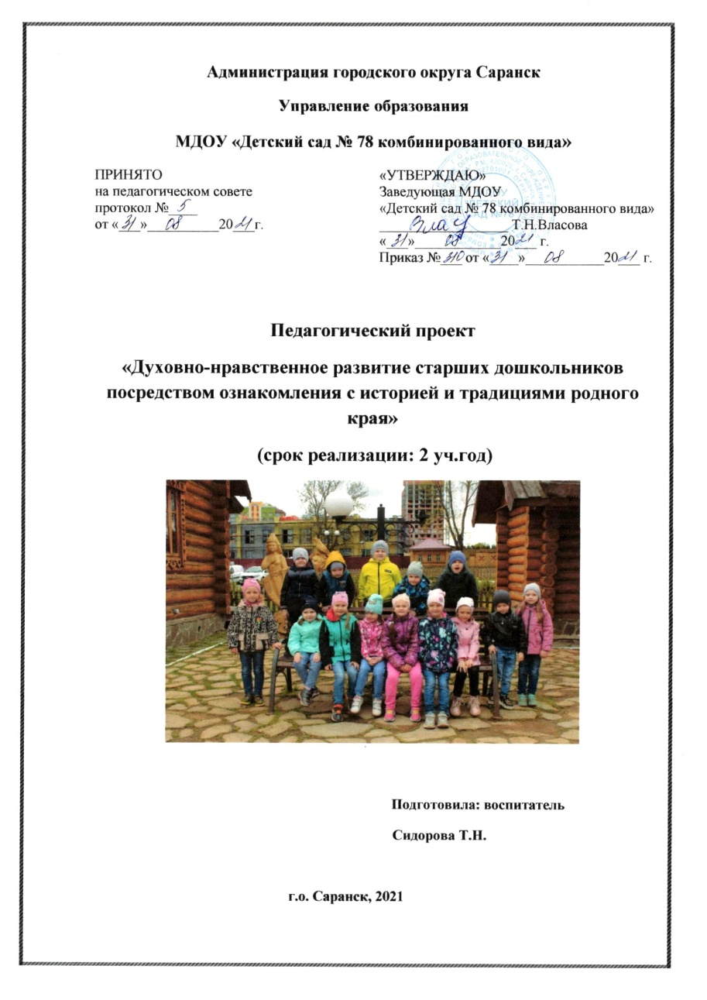 Администрация городского округа Саранск
Управление образования
МДОУ «Детский сад № 78 комбинированного вида»
ПРИНЯТО
на педагогическом совете
протокол № 5
от «31» 08 2021 г.
«УТВЕРЖДАЮ»
Заведующая МДОУ
«Детский сад № 78 комбинированного вида»
Т.Н.Власова
«31» 08 2021 г.
Приказ № 310 от «31» 08 2021 г.
Педагогический проект
«Духовно-нравственное развитие старших дошкольников
посредством ознакомления с историей и традициями родного
края»
(срок реализации: 2 уч.год)
Подготовила: воспитатель
Сидорова Т.Н.
г.о. Саранск, 2021